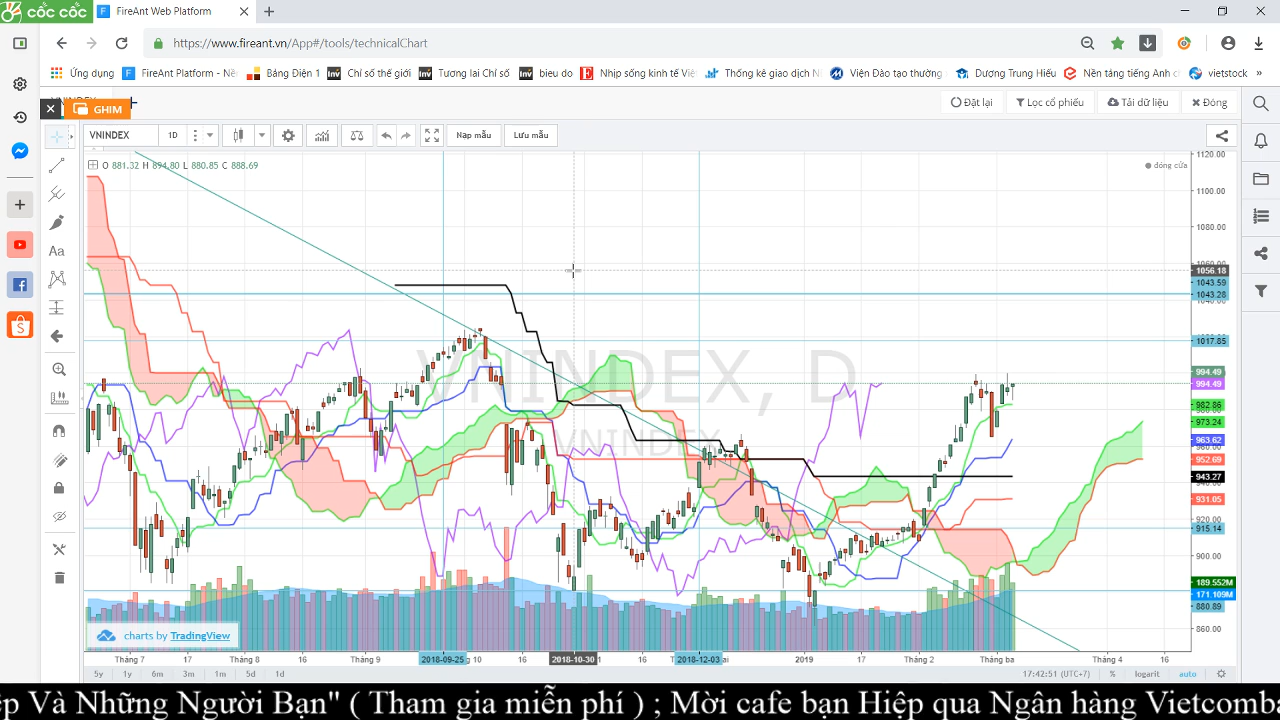 cốc cốc
FireAnt Web Platform
https://www.fireant.vn/App#/tools/technicalChart
Ứng dụng
FireAnt Platform - Nề
Bảng Điện 1
Chỉ số thế giới
Tương lai Chỉ số
bieu do
Nhịp sống kinh tế Việ
Thống kê giao dịch N
Viện Đào tạo thường
Dương Trung Hiếu
Nền tảng tiếng Anh c
vietstock
»
GHIM
Đặt lại
Lọc cổ phiếu
Tải dữ liệu
Đóng
VNINDEX
1D
Nạp mẫu
Lưu mẫu
O 881.32 H 894.80 L 880.85 C 888.69
đóng cửa
VNINDEX, D
VNINDEX
1120.00
1100.00
1080.00
1056.18
1043.59
1043.28
1017.85
994.49
994.49
982.86
973.24
963.62
952.69
943.27
931.05
920.00
915.14
900.00
189.552M
171.109M
880.89
860.00
charts by TradingView
Tháng 7
17
Tháng 8
16
Tháng 9
2018-09-25
10
16
2018-10-30
16
2018-12-03
2019
17
Tháng 2
Tháng ba
Tháng 4
16
5y
1y
6m
3m
1m
5d
1d
17:42:51 (UTC+7)
%
logarit
auto
ệp Và Những Người Bạn" ( Tham gia miễn phí ) ; Mời cafe bạn Hiệp qua Ngân hàng Vietcomba